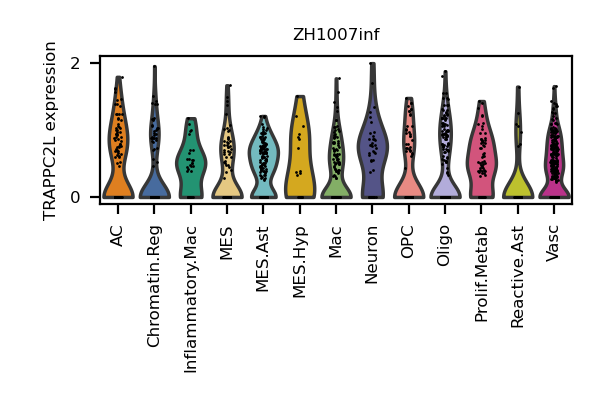 ZH1007inf
TRAPPC2L expression
2
0
AC
Chromatin.Reg
Inflammatory.Mac
MES
MES.Ast
MES.Hyp
Mac
Neuron
OPC
Oligo
Prolif.Metab
Reactive.Ast
Vasc